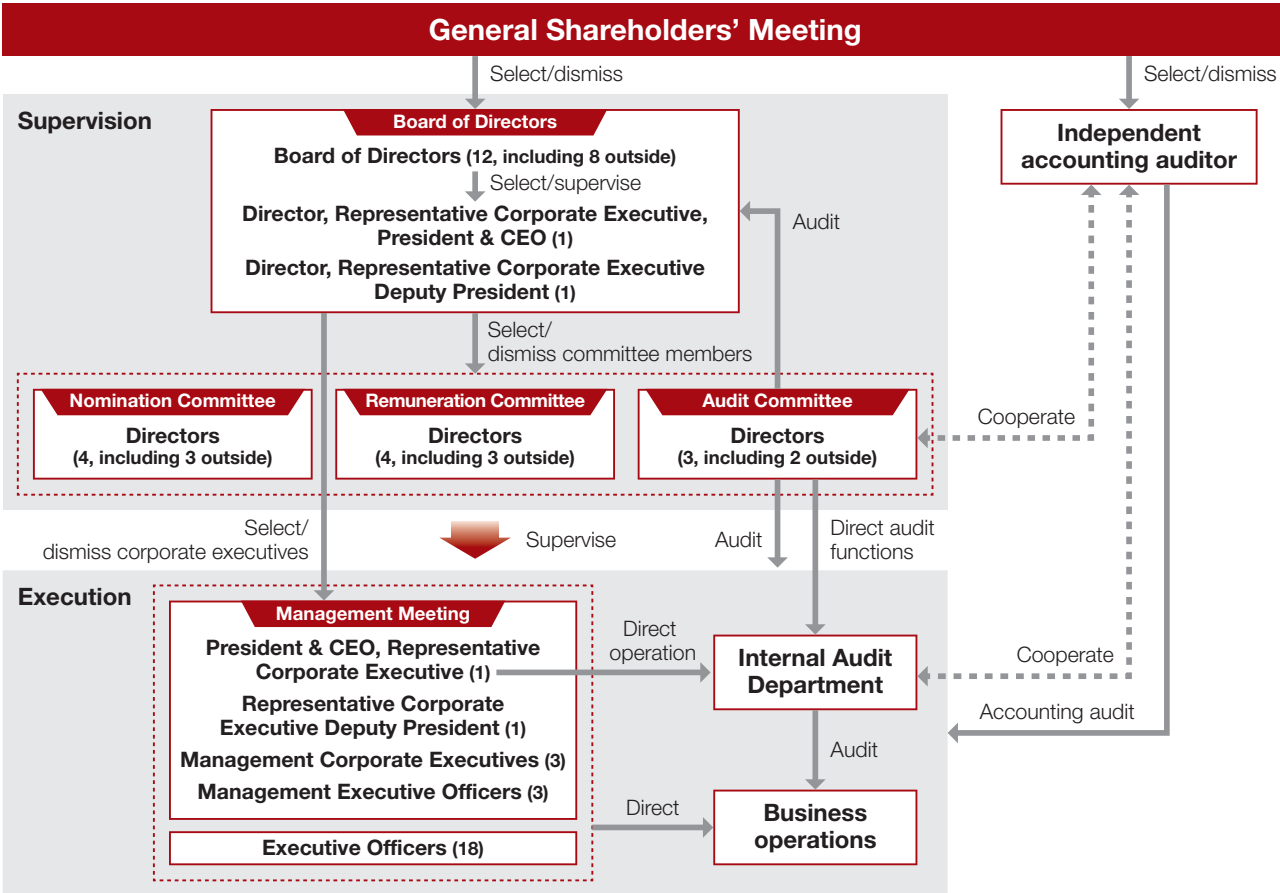 General Shareholders’ Meeting
Select/dismiss
Select/dismiss
Supervision
Board of Directors
Board of Directors (12, including 8 outside)
Select/supervise
Director, Representative Corporate Executive,
President & CEO (1)
Director, Representative Corporate Executive
Deputy President (1)
Independent
accounting auditor
Audit
Select/
dismiss committee members
Nomination Committee
Directors
(4, including 3 outside)
Remuneration Committee
Directors
(4, including 3 outside)
Audit Committee
Directors
(3, including 2 outside)
Cooperate
Select/
dismiss corporate executives
Supervise
Audit
Direct audit
functions
Execution
Management Meeting
President & CEO, Representative
Corporate Executive (1)
Representative Corporate
Executive Deputy President (1)
Management Corporate Executives (3)
Management Executive Officers (3)
Executive Officers (18)
Direct
operation
Internal Audit
Department
Cooperate
Accounting audit
Audit
Direct
Business
operations